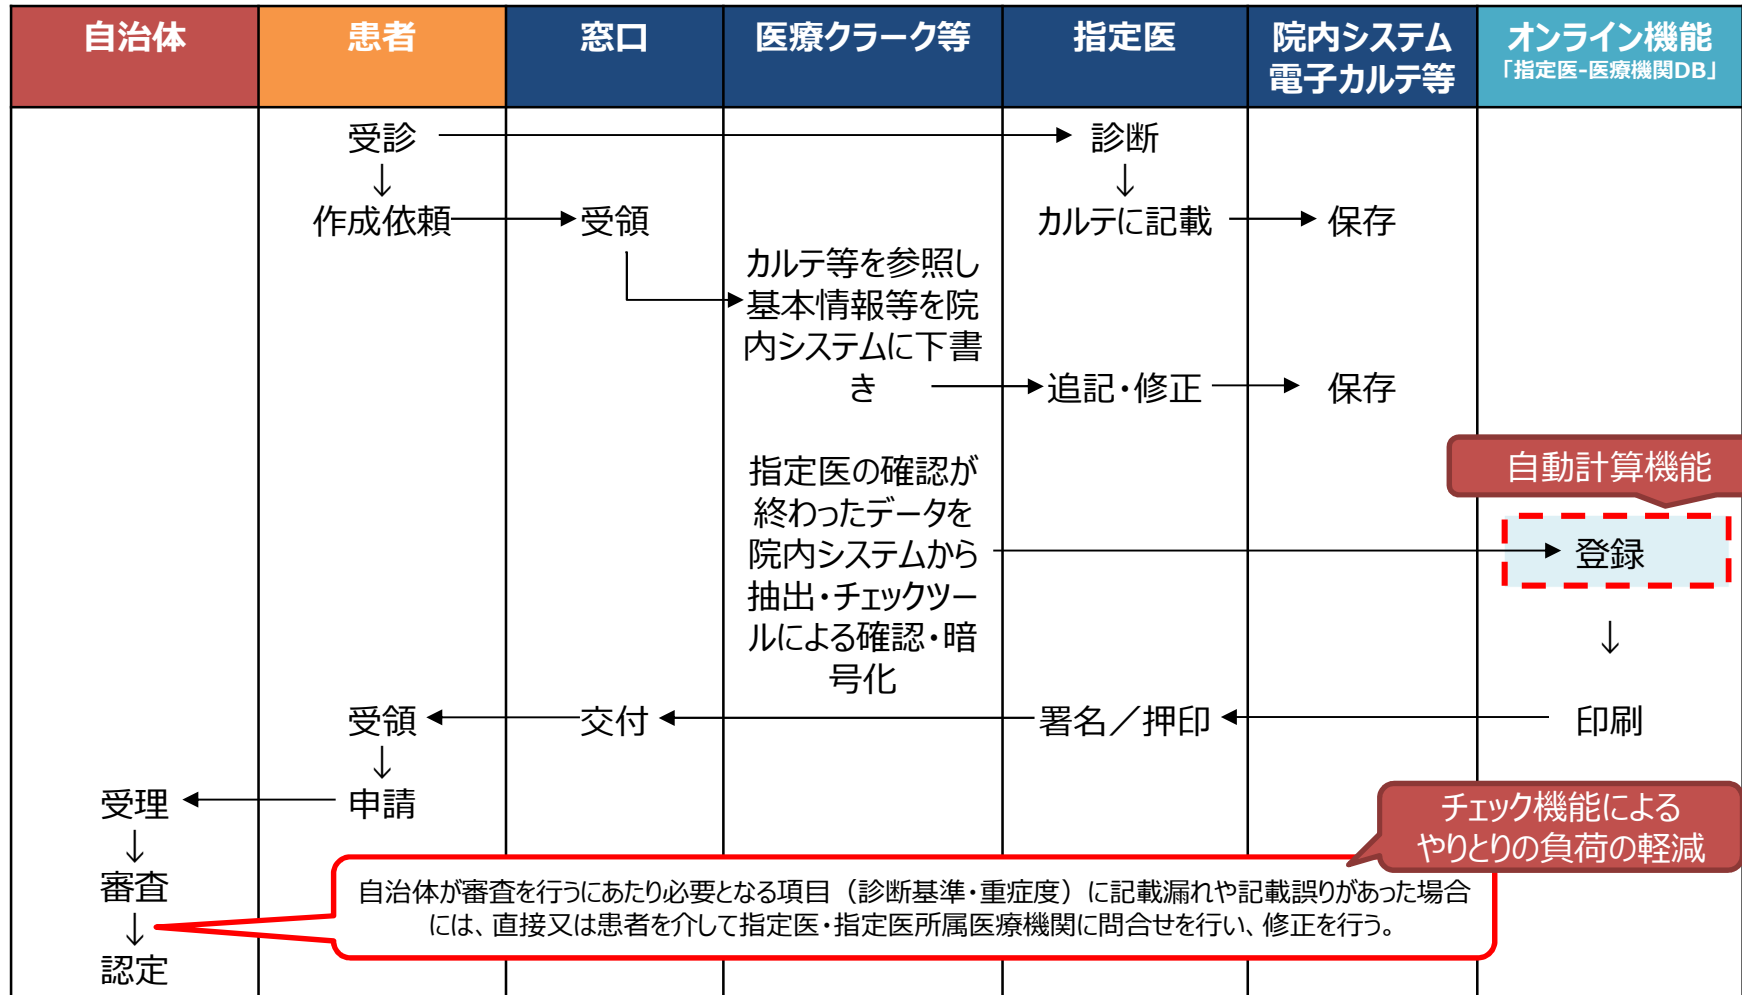 自治体
患者
窓口
医療クラーク等
指定医
院内システム
電子カルテ等
オンライン機能
「指定医-医療機関DB」
受診
診断
↓
↓
作成依頼
受領
カルテに記載
保存
カルテ等を参照し
基本情報等を院
内システムに下書
き
追記・修正
保存
自動計算機能
指定医の確認が
終わったデータを
院内システムから
抽出・チェックツー
ルによる確認・暗
号化
登録
↓
受領
交付
署名／押印
印刷
↓
受理
申請
チェック機能による
やりとりの負荷の軽減
↓
審査
自治体が審査を行うにあたり必要となる項目（診断基準・重症度）に記載漏れや記載誤りがあった場合
には、直接又は患者を介して指定医・指定医所属医療機関に問合せを行い、修正を行う。
↓
認定